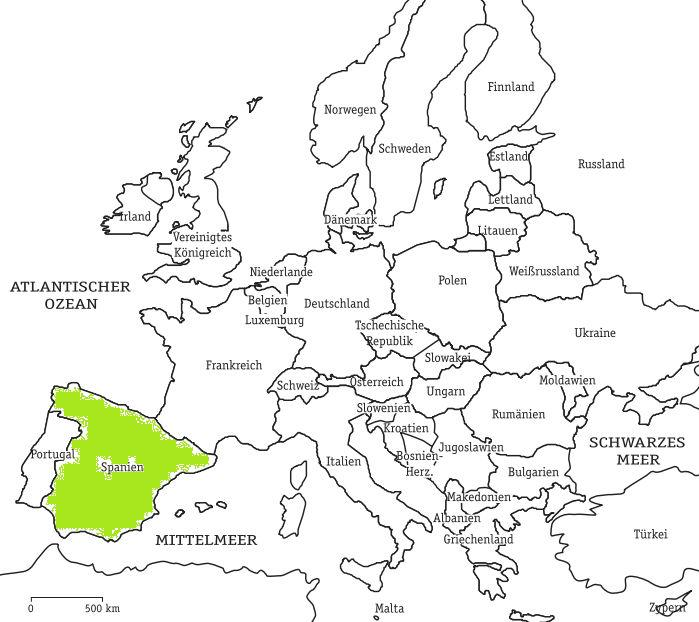 Finnland
Norwegen
Schweden
Estland
Russland
Lettland
Irland
Dänemark
Litauen
Vereinigtes
Königreich
Niederlande
Weißrussland
Polen
ATLANTISCHER
OZEAN
Belgien
Deutschland
Luxemburg
Tschechische
Republik
Ukraine
Slowakei
Frankreich
Schweiz
Österreich
Moldawien
Ungarn
Slowenien
Rumänien
Kroatien
SCHWARZES
MEER
Portugal
Spanien
Italien
Bosnien-
Herz.
Jugoslawien
Bulgarien
Makedonien
Albanien
MITTELMEER
Griechenland
Türkei
0 500 km
Malta
Zypern